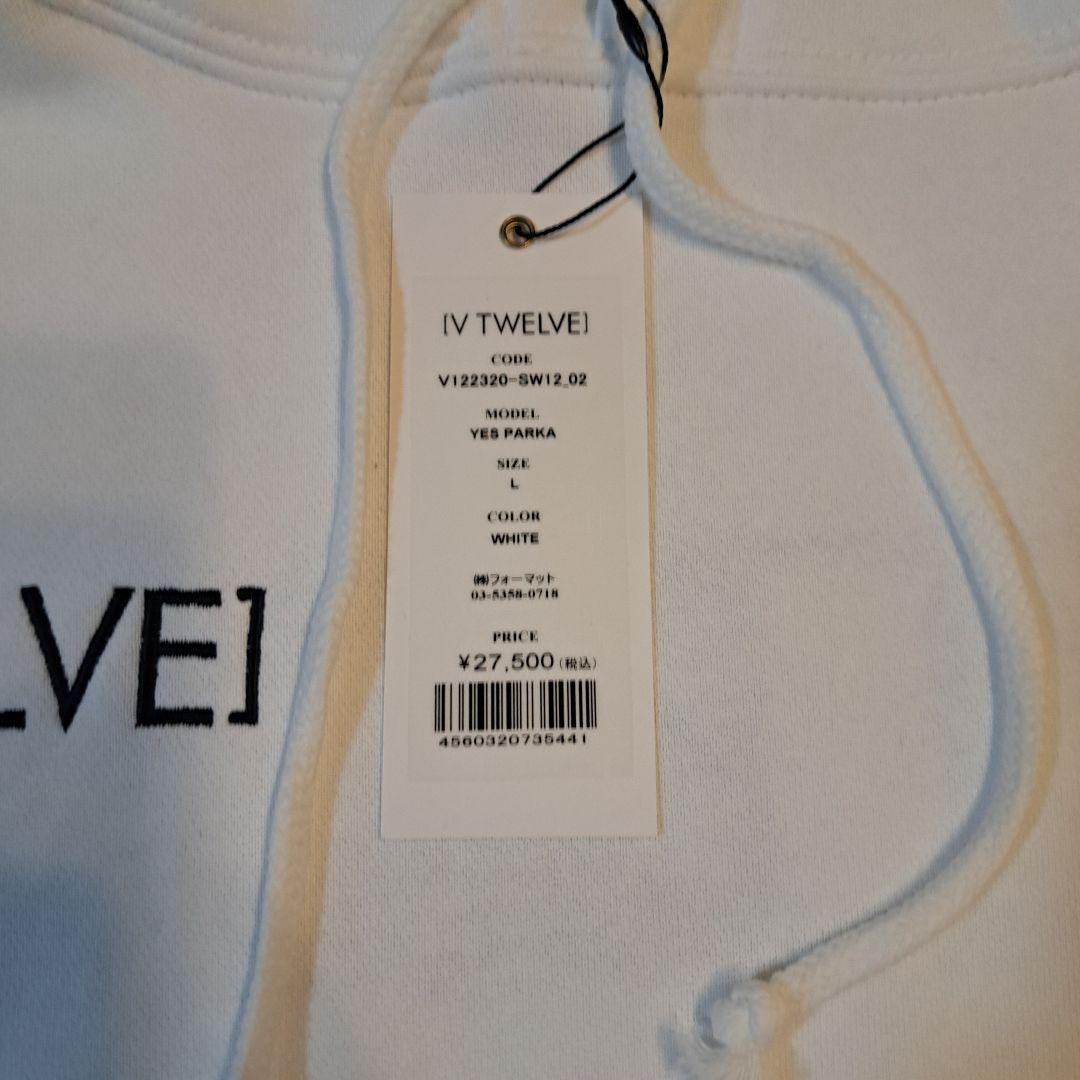 [V TWELVE]
CODE
V122320-SW12_02
MODEL
YES PARKA
SIZE
L
COLOR
WHITE
㈱フォーマット
03-5358-0718
PRICE
¥27,500(税込)
4560320735441
LVE]